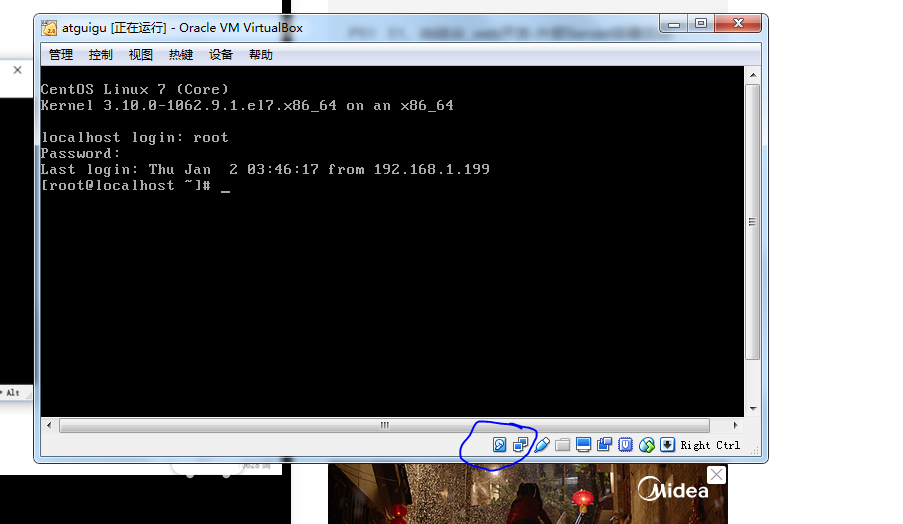 atguigu [正在运行] - Oracle VM VirtualBox
管理 控制 视图 热键 设备 帮助
CentOS Linux 7 (Core)
Kernel 3.10.0-1062.9.1.el7.x86_64 on an x86_64
localhost login: root
Password:
Last login: Thu Jan  2 03:46:17 from 192.168.1.199
[root@localhost ~]# _
Alt
Right Ctrl
Midea